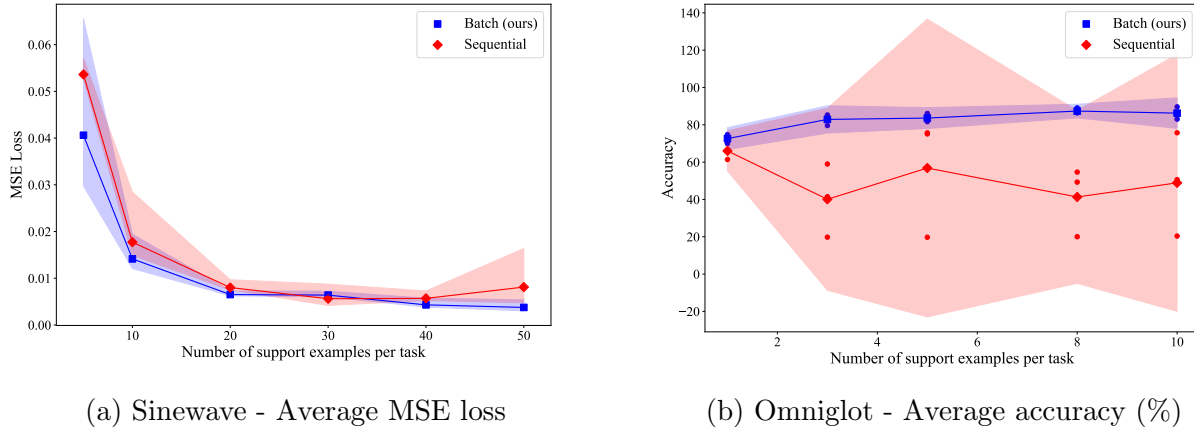 0.06
0.05
0.04
0.03
0.02
0.01
0.00
MSE Loss
Batch (ours)
Sequential
10
20
30
40
50
Number of support examples per task
(a) Sinewave - Average MSE loss
140
120
100
80
60
40
20
0
−20
Accuracy
Batch (ours)
Sequential
2
4
6
8
10
Number of support examples per task
(b) Omniglot - Average accuracy (%)